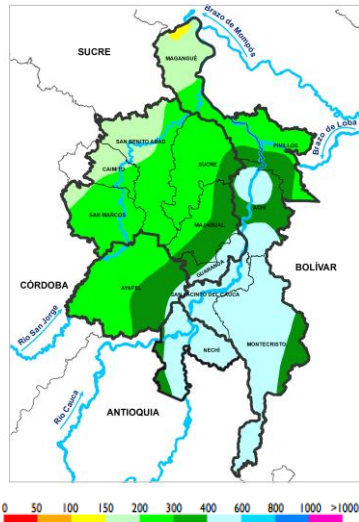 Brazo de Mompós
SUCRE
MAGANGUÉ
Brazo de Loba
SAN BENITO ABAD
PINILLOS
CAIMITO
SUCRE
SAN MARCOS
ACHÍ
MAJAGUAL
GUARANDA
BOLÍVAR
CÓRDOBA
AYAPEL
SAN JACINTO DEL CAUCA
Río San Jorge
NECHÍ
MONTECRISTO
Río Cauca
ANTIOQUIA
0 50 100 150 200 300 400 600 800 1000 >1000